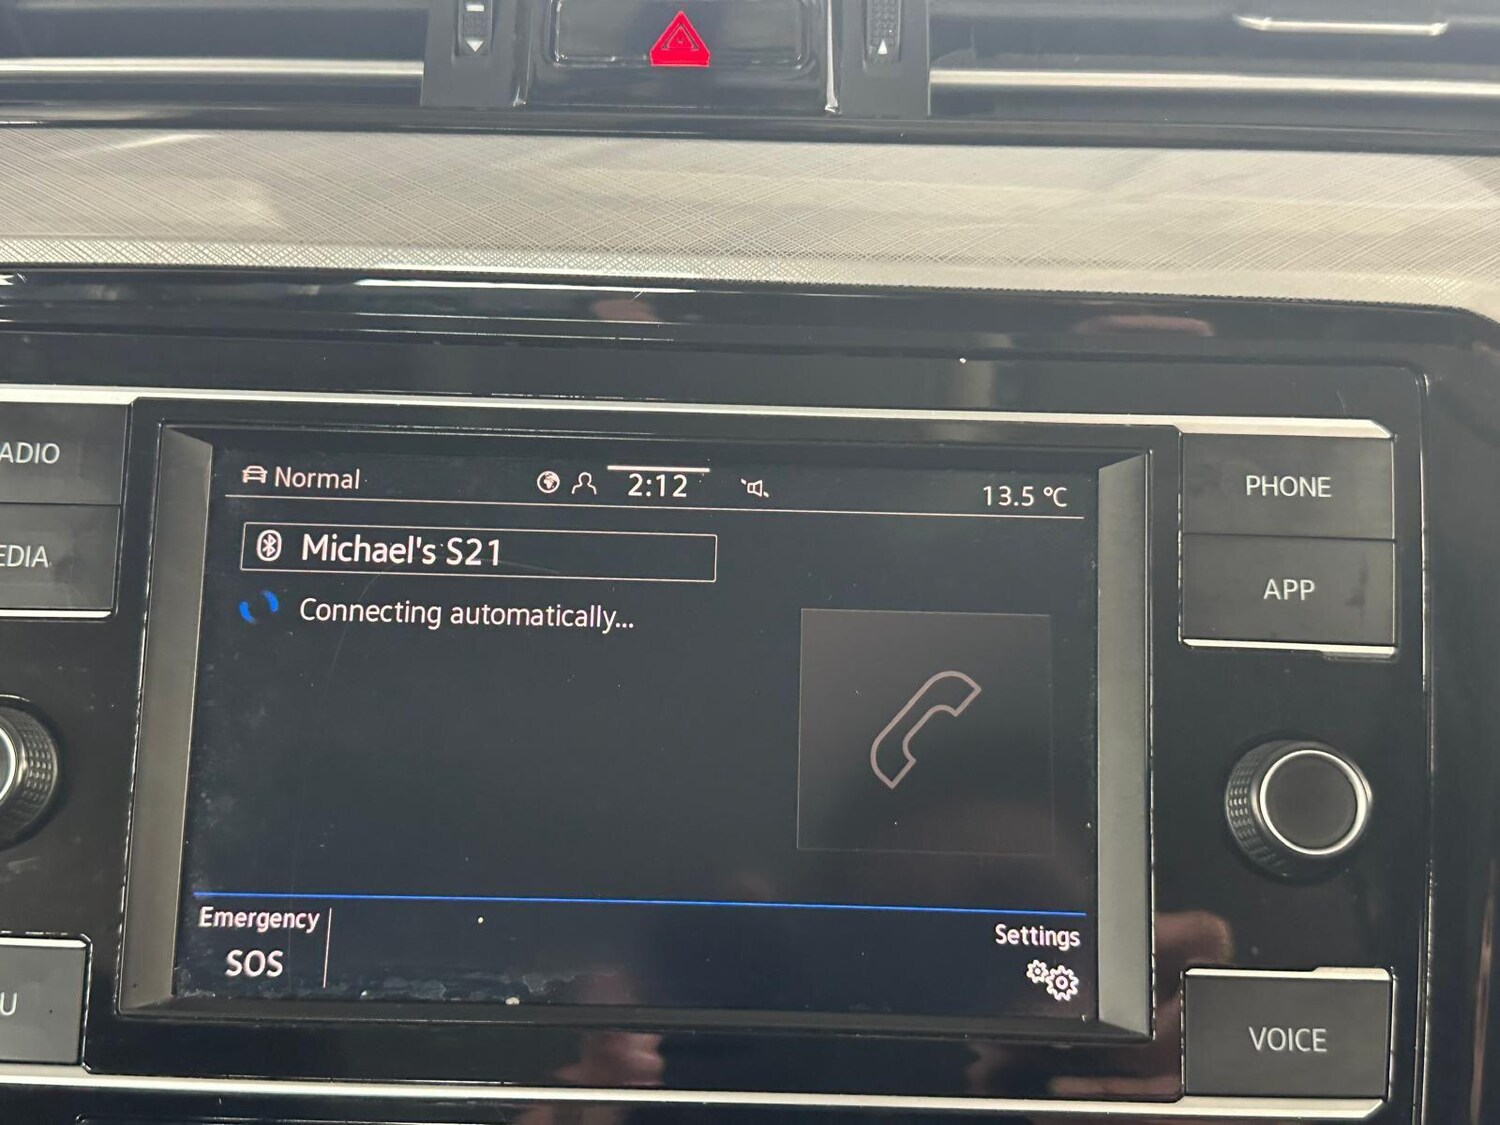 Normal
2:12
13.5 °C
ADIO
PHONE
Michael's S21
EDIA
APP
Connecting automatically...
Emergency
SOS
Settings
U
VOICE